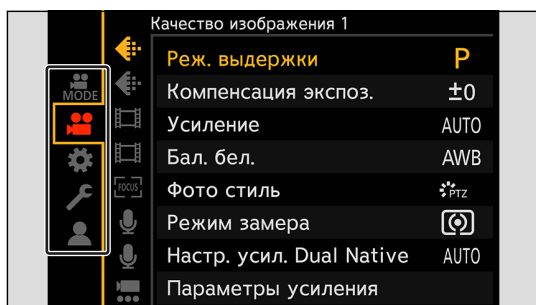 Качество изображения 1
Реж. выдержки P
MODE
Компенсация экспоз. ±0
Усиление AUTO
Бал. бел. AWB
FOCUS
Фото стиль PTZ
Режим замера
Настр. усил. Dual Native AUTO
Параметры усиления